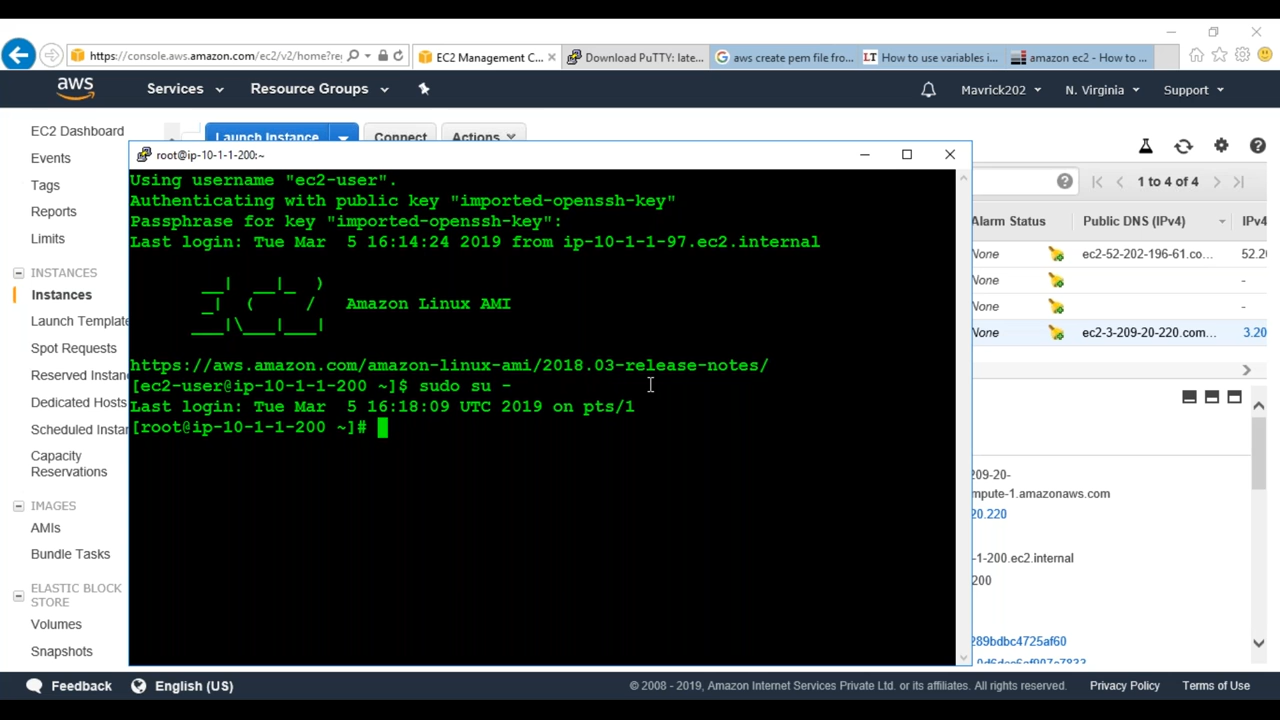 https://console.aws.amazon.com/ec2/v2/home?re
EC2 Management C...
Download PuTTY: late...
aws create pem file fro...
How to use variables i...
amazon ec2 - How to ...
aws
Services
Resource Groups
Mavrick202
N. Virginia
Support
EC2 Dashboard
Events
Tags
Reports
Limits
INSTANCES
Instances
Launch Templat
Spot Requests
Reserved Instan
Dedicated Hosts
Scheduled Instan
Capacity
Reservations
IMAGES
AMIs
Bundle Tasks
ELASTIC BLOCK
STORE
Volumes
Snapshots
Launch Instance
Connect
Actions
1 to 4 of 4
Alarm Status
Public DNS (IPv4)
IPv4
None
ec2-52-202-196-61.co...
52.20
None
-
None
-
None
ec2-3-209-20-220.com...
3.20
root@ip-10-1-1-200:~
Using username "ec2-user".
Authenticating with public key "imported-openssh-key"
Passphrase for key "imported-openssh-key":
Last login: Tue Mar  5 16:14:24 2019 from ip-10-1-1-97.ec2.internal
__|  __|_  )
_|  (     /   Amazon Linux AMI
___|\___|___|
https://aws.amazon.com/amazon-linux-ami/2018.03-release-notes/
[ec2-user@ip-10-1-1-200 ~]$ sudo su -
Last login: Tue Mar  5 16:18:09 UTC 2019 on pts/1
[root@ip-10-1-1-200 ~]#
209-20-
mpute-1.amazonaws.com
20.220
-1-200.ec2.internal
200
289bdbc4725af60
Feedback
English (US)
© 2008 - 2019, Amazon Internet Services Private Ltd. or its affiliates. All rights reserved.
Privacy Policy
Terms of Use